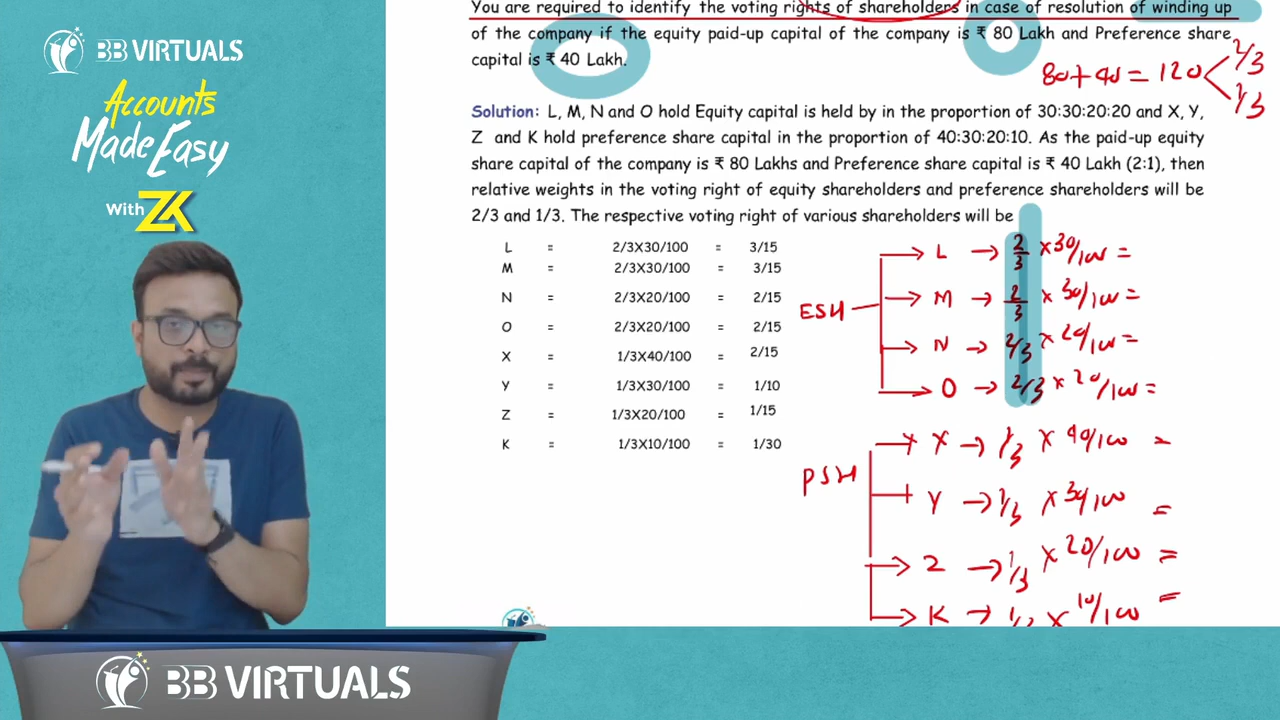 BB VIRTUALS
Accounts
Made Easy
With ZK
You are required to identify the voting rights of shareholders in case of resolution of winding up
of the company if the equity paid-up capital of the company is ₹ 80 Lakh and Preference share
capital is ₹ 40 Lakh.
80+40 = 120 < 2/3
1/3
Solution: L, M, N and O hold Equity capital is held by in the proportion of 30:30:20:20 and X, Y,
Z and K hold preference share capital in the proportion of 40:30:20:10. As the paid-up equity
share capital of the company is ₹ 80 Lakhs and Preference share capital is ₹ 40 Lakh (2:1), then
relative weights in the voting right of equity shareholders and preference shareholders will be
2/3 and 1/3. The respective voting right of various shareholders will be
L = 2/3X30/100 = 3/15
M = 2/3X30/100 = 3/15
N = 2/3X20/100 = 2/15
O = 2/3X20/100 = 2/15
X = 1/3X40/100 = 2/15
Y = 1/3X30/100 = 1/10
Z = 1/3X20/100 = 1/15
K = 1/3X10/100 = 1/30
ESH
L → 2/3 × 30/100 =
M → 2/3 × 30/100 =
N → 2/3 × 20/100 =
O → 2/3 × 20/100 =
PSH
X → 1/3 × 40/100 =
Y → 1/3 × 30/100 =
Z → 1/3 × 20/100 =
K → × 10/100 =
BB VIRTUALS